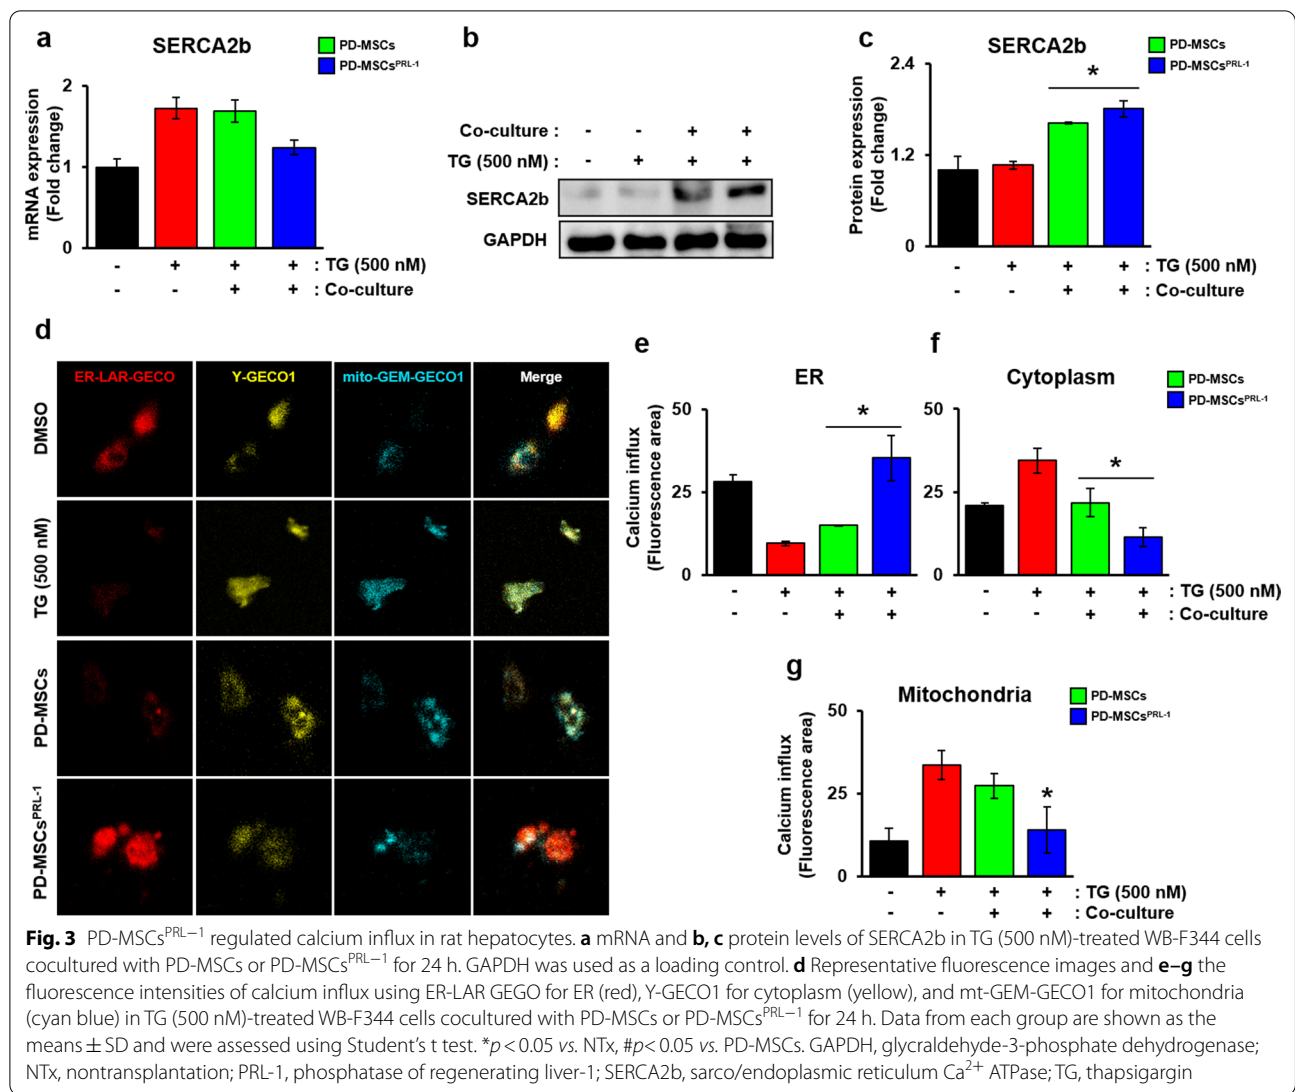 a
SERCA2b
PD-MSCs
PD-MSCsPRL-1
mRNA expression
(Fold change)
2
1
0
- + + + : TG (500 nM)
- - + + : Co-culture
b
Co-culture : - - + +
TG (500 nM) : - + + +
SERCA2b
GAPDH
c
SERCA2b
PD-MSCs
PD-MSCsPRL-1
Protein expression
(Fold change)
2.4
1.2
0
*
- + + + : TG (500 nM)
- - + + : Co-culture
d
ER-LAR-GECO Y-GECO1 mito-GEM-GECO1 Merge
DMSO
TG (500 nM)
PD-MSCs
PD-MSCsPRL-1
e
ER
Calcium influx
(Fluorescence area)
50
25
0
*
- + + +
- - + +
f
Cytoplasm
PD-MSCs
PD-MSCsPRL-1
50
25
0
*
- + + + : TG (500 nM)
- - + + : Co-culture
g
Mitochondria
PD-MSCs
PD-MSCsPRL-1
Calcium influx
(Fluorescence area)
50
25
0
*
- + + + : TG (500 nM)
- - + + : Co-culture
Fig. 3 PD-MSCsPRL−1 regulated calcium influx in rat hepatocytes. a mRNA and b, c protein levels of SERCA2b in TG (500 nM)-treated WB-F344 cells
cocultured with PD-MSCs or PD-MSCsPRL−1 for 24 h. GAPDH was used as a loading control. d Representative fluorescence images and e–g the
fluorescence intensities of calcium influx using ER-LAR GEGO for ER (red), Y-GECO1 for cytoplasm (yellow), and mt-GEM-GECO1 for mitochondria
(cyan blue) in TG (500 nM)-treated WB-F344 cells cocultured with PD-MSCs or PD-MSCsPRL−1 for 24 h. Data from each group are shown as the
means ± SD and were assessed using Student's t test. *p < 0.05 vs. NTx, #p < 0.05 vs. PD-MSCs. GAPDH, glycraldehyde-3-phosphate dehydrogenase;
NTx, nontransplantation; PRL-1, phosphatase of regenerating liver-1; SERCA2b, sarco/endoplasmic reticulum Ca2+ ATPase; TG, thapsigargin